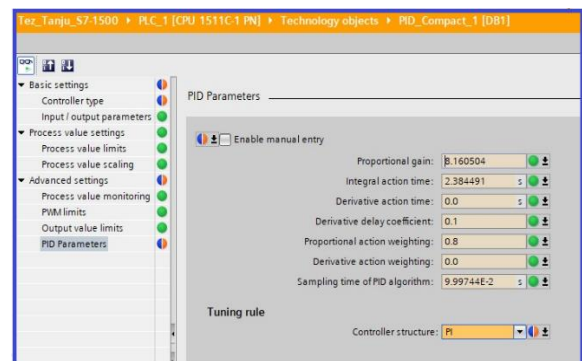 Tez_Tanju_S7-1500 ▸ PLC_1 [CPU 1511C-1 PN] ▸ Technology objects ▸ PID_Compact_1 [DB1]
Basic settings
Controller type
Input / output parameters
Process value settings
Process value limits
Process value scaling
Advanced settings
Process value monitoring
PWM limits
Output value limits
PID Parameters
PID Parameters
Enable manual entry
Proportional gain: 8.160504
Integral action time: 2.384491 s
Derivative action time: 0.0 s
Derivative delay coefficient: 0.1
Proportional action weighting: 0.8
Derivative action weighting: 0.0
Sampling time of PID algorithm: 9.99744E-2 s
Tuning rule
Controller structure: PI